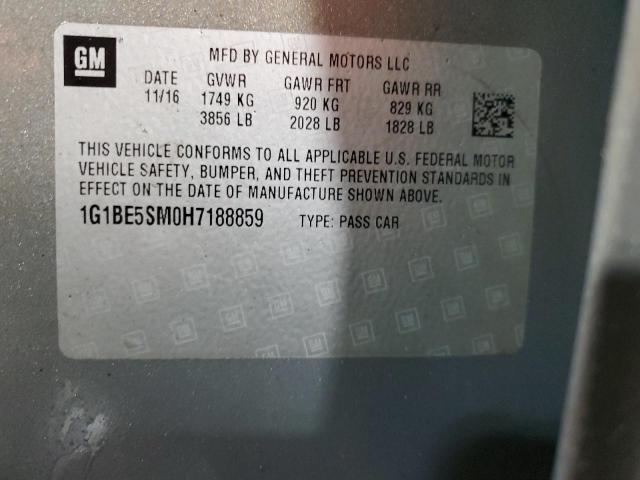 GM
MFD BY GENERAL MOTORS LLC
DATE GVWR GAWR FRT GAWR RR
11/16 1749 KG 920 KG 829 KG
3856 LB 2028 LB 1828 LB
THIS VEHICLE CONFORMS TO ALL APPLICABLE U.S. FEDERAL MOTOR
VEHICLE SAFETY, BUMPER, AND THEFT PREVENTION STANDARDS IN
EFFECT ON THE DATE OF MANUFACTURE SHOWN ABOVE.
1G1BE5SM0H7188859 TYPE: PASS CAR